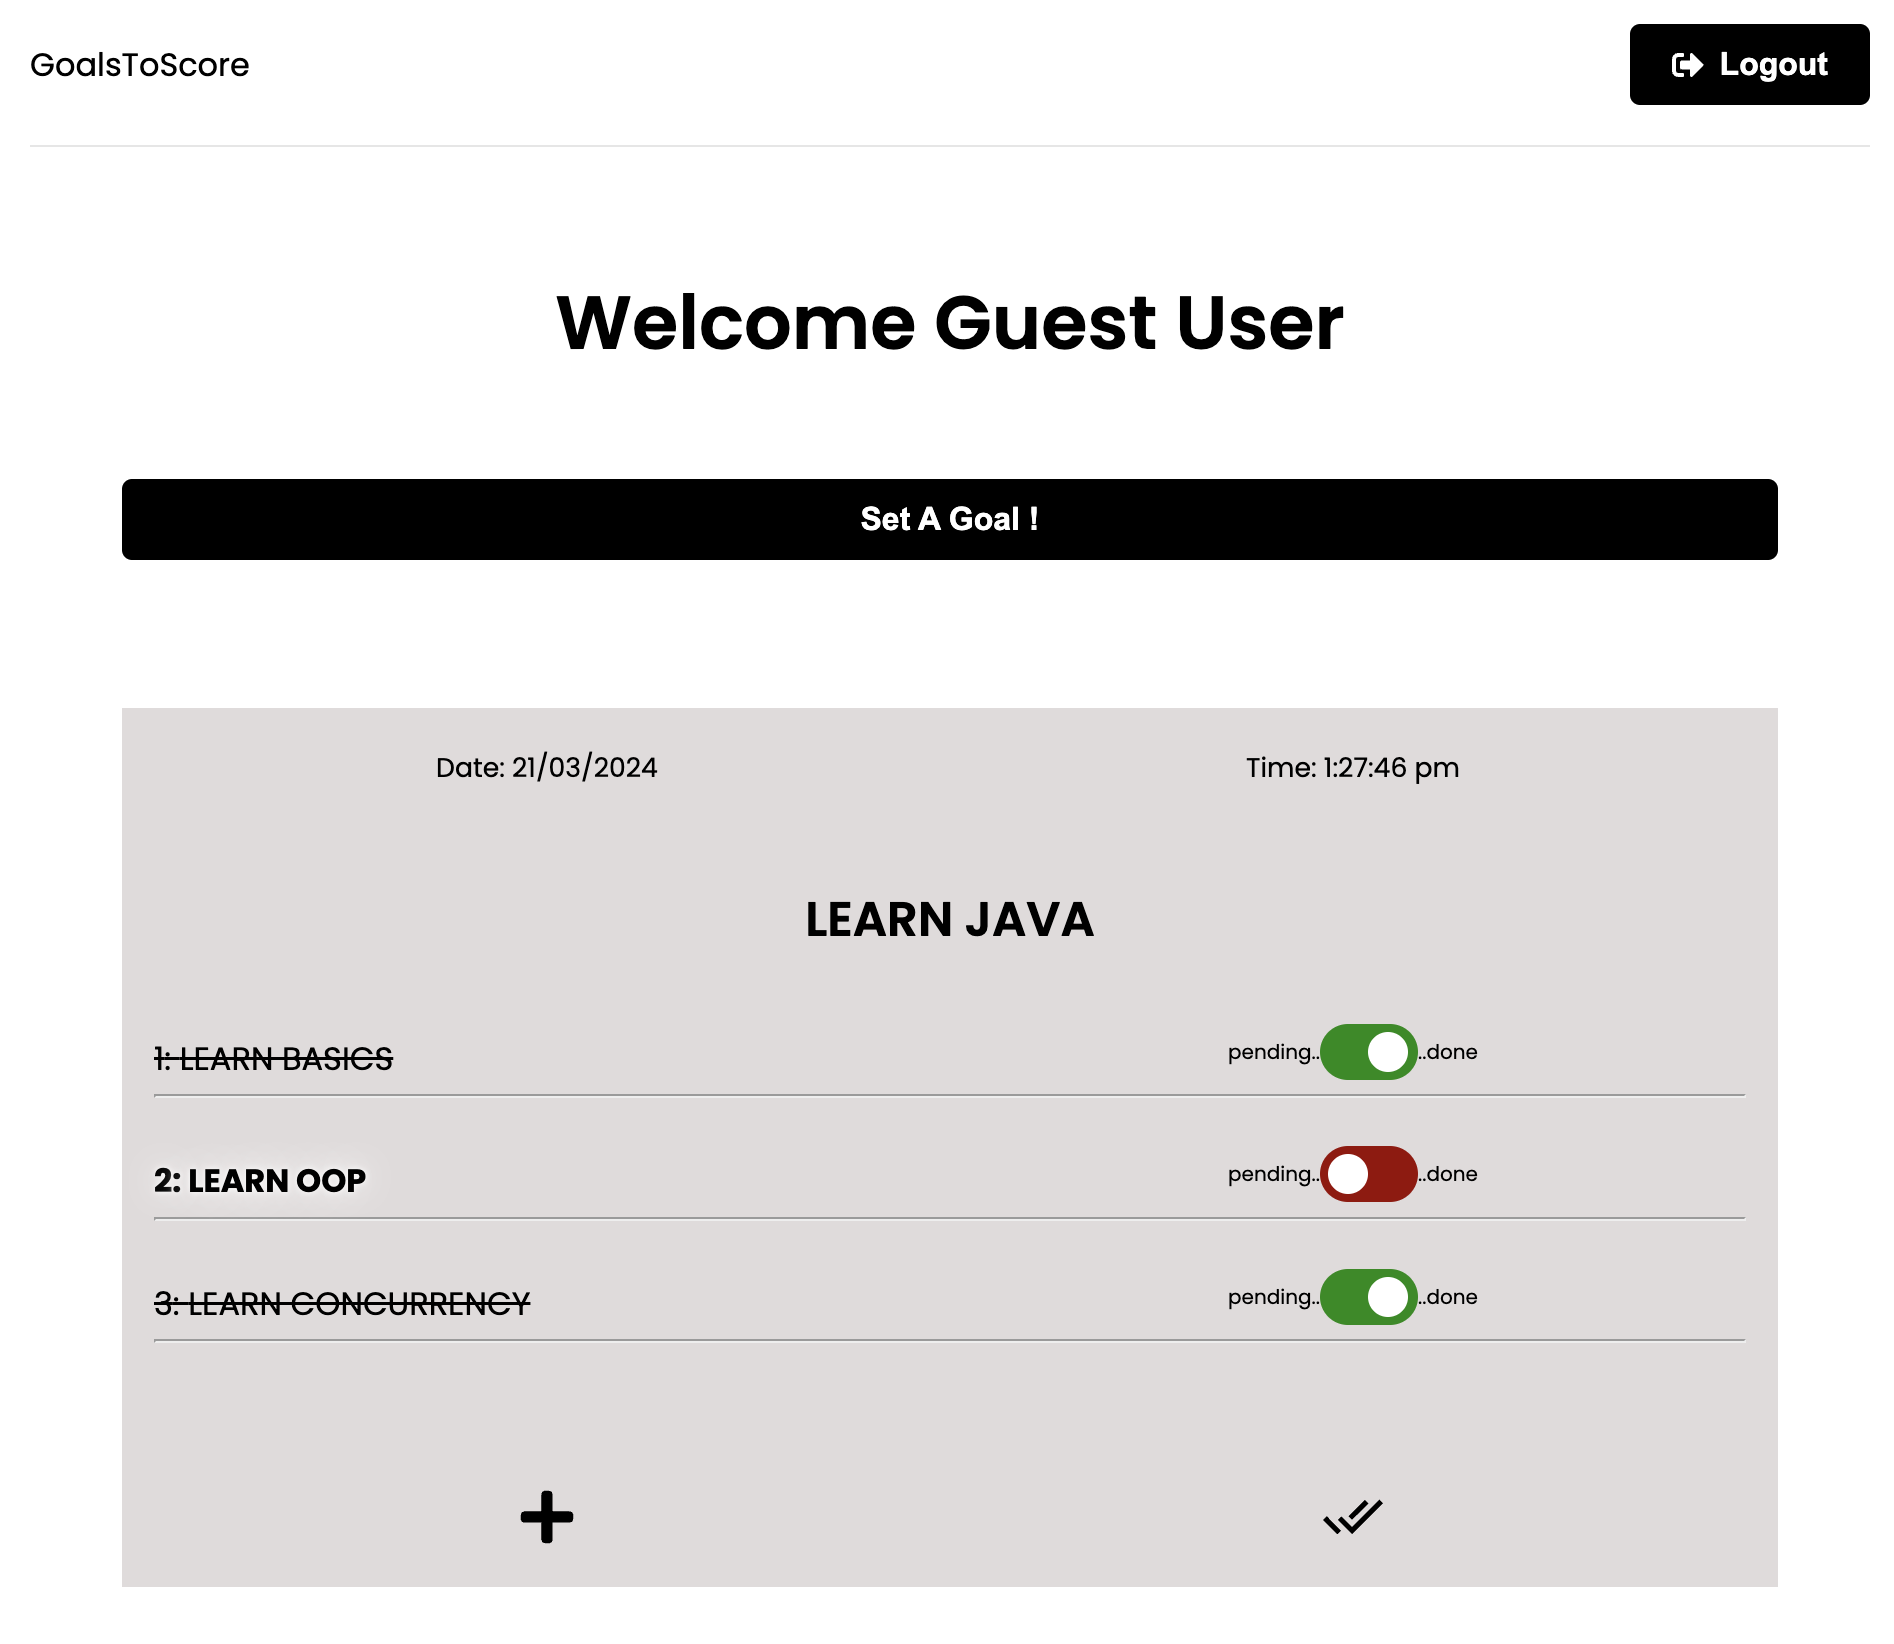 GoalsToScore
Logout
Welcome Guest User
Set A Goal !
Date: 21/03/2024
Time: 1:27:46 pm
LEARN JAVA
1: LEARN BASICS
pending.. ..done
2: LEARN OOP
pending.. ..done
3: LEARN CONCURRENCY
pending.. ..done